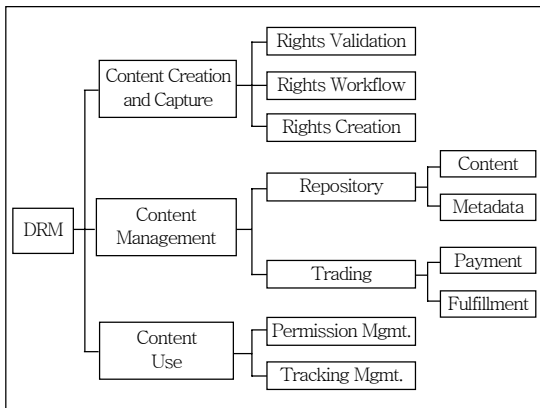 DRM
Content Creation
and Capture
Rights Validation
Rights Workflow
Rights Creation
Content
Management
Repository
Content
Metadata
Trading
Payment
Fulfillment
Content
Use
Permission Mgmt.
Tracking Mgmt.